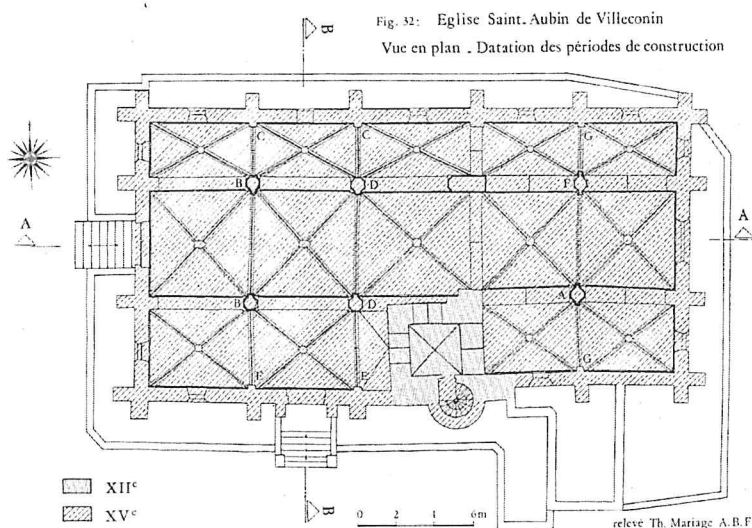 Fig. 32: Eglise Saint-Aubin de Villeconin
Vue en plan - Datation des périodes de construction
B
C C G
B D F
A A
B D A
E E G
XIIe
XVe
B
0 2 4 6m
relevé Th. Mariage A.B.F